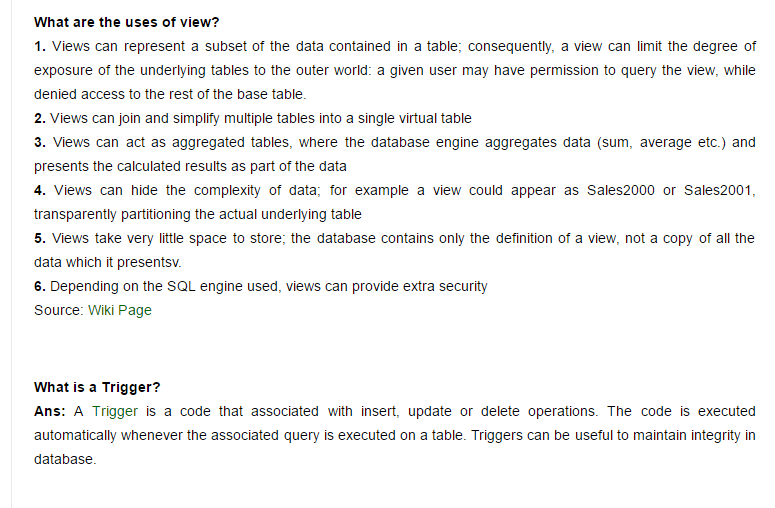 What are the uses of view?
1. Views can represent a subset of the data contained in a table; consequently, a view can limit the degree of
exposure of the underlying tables to the outer world: a given user may have permission to query the view, while
denied access to the rest of the base table.
2. Views can join and simplify multiple tables into a single virtual table
3. Views can act as aggregated tables, where the database engine aggregates data (sum, average etc.) and
presents the calculated results as part of the data
4. Views can hide the complexity of data; for example a view could appear as Sales2000 or Sales2001,
transparently partitioning the actual underlying table
5. Views take very little space to store; the database contains only the definition of a view, not a copy of all the
data which it presentsv.
6. Depending on the SQL engine used, views can provide extra security
Source: Wiki Page
What is a Trigger?
Ans: A Trigger is a code that associated with insert, update or delete operations. The code is executed
automatically whenever the associated query is executed on a table. Triggers can be useful to maintain integrity in
database.